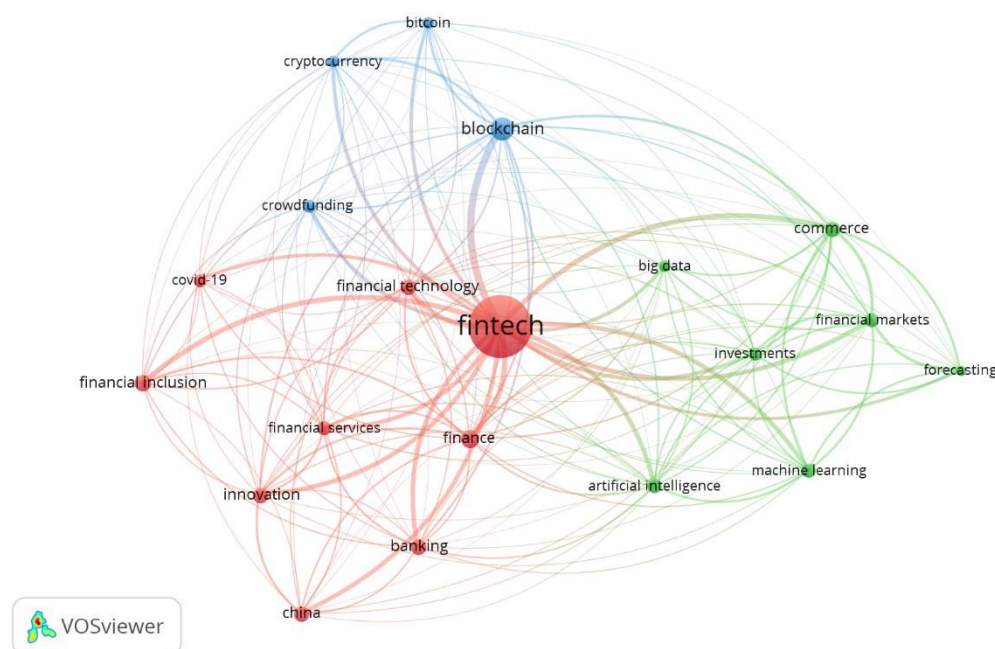 bitcoin
cryptocurrency
blockchain
crowdfunding
commerce
big data
covid-19
financial technology
fintech
financial markets
investments
forecasting
financial inclusion
financial services
finance
machine learning
artificial intelligence
innovation
banking
china
VOSviewer